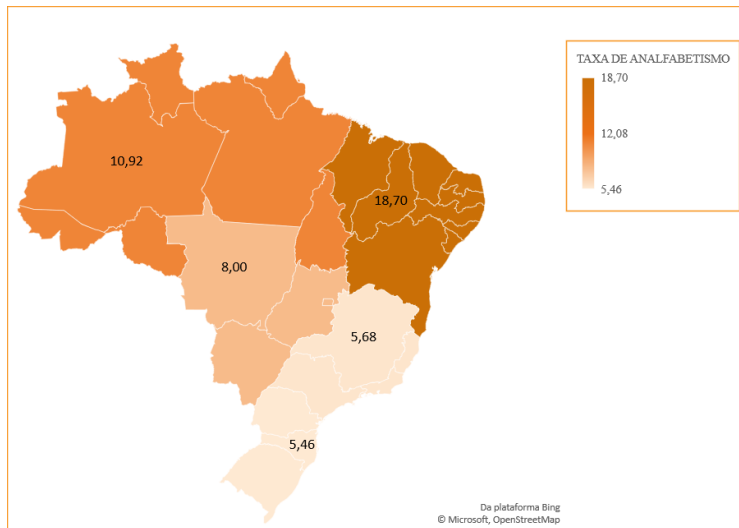 TAXA DE ANALFABETISMO
18,70
12,08
5,46
10,92
18,70
8,00
5,68
5,46
Da plataforma Bing
© Microsoft, OpenStreetMap